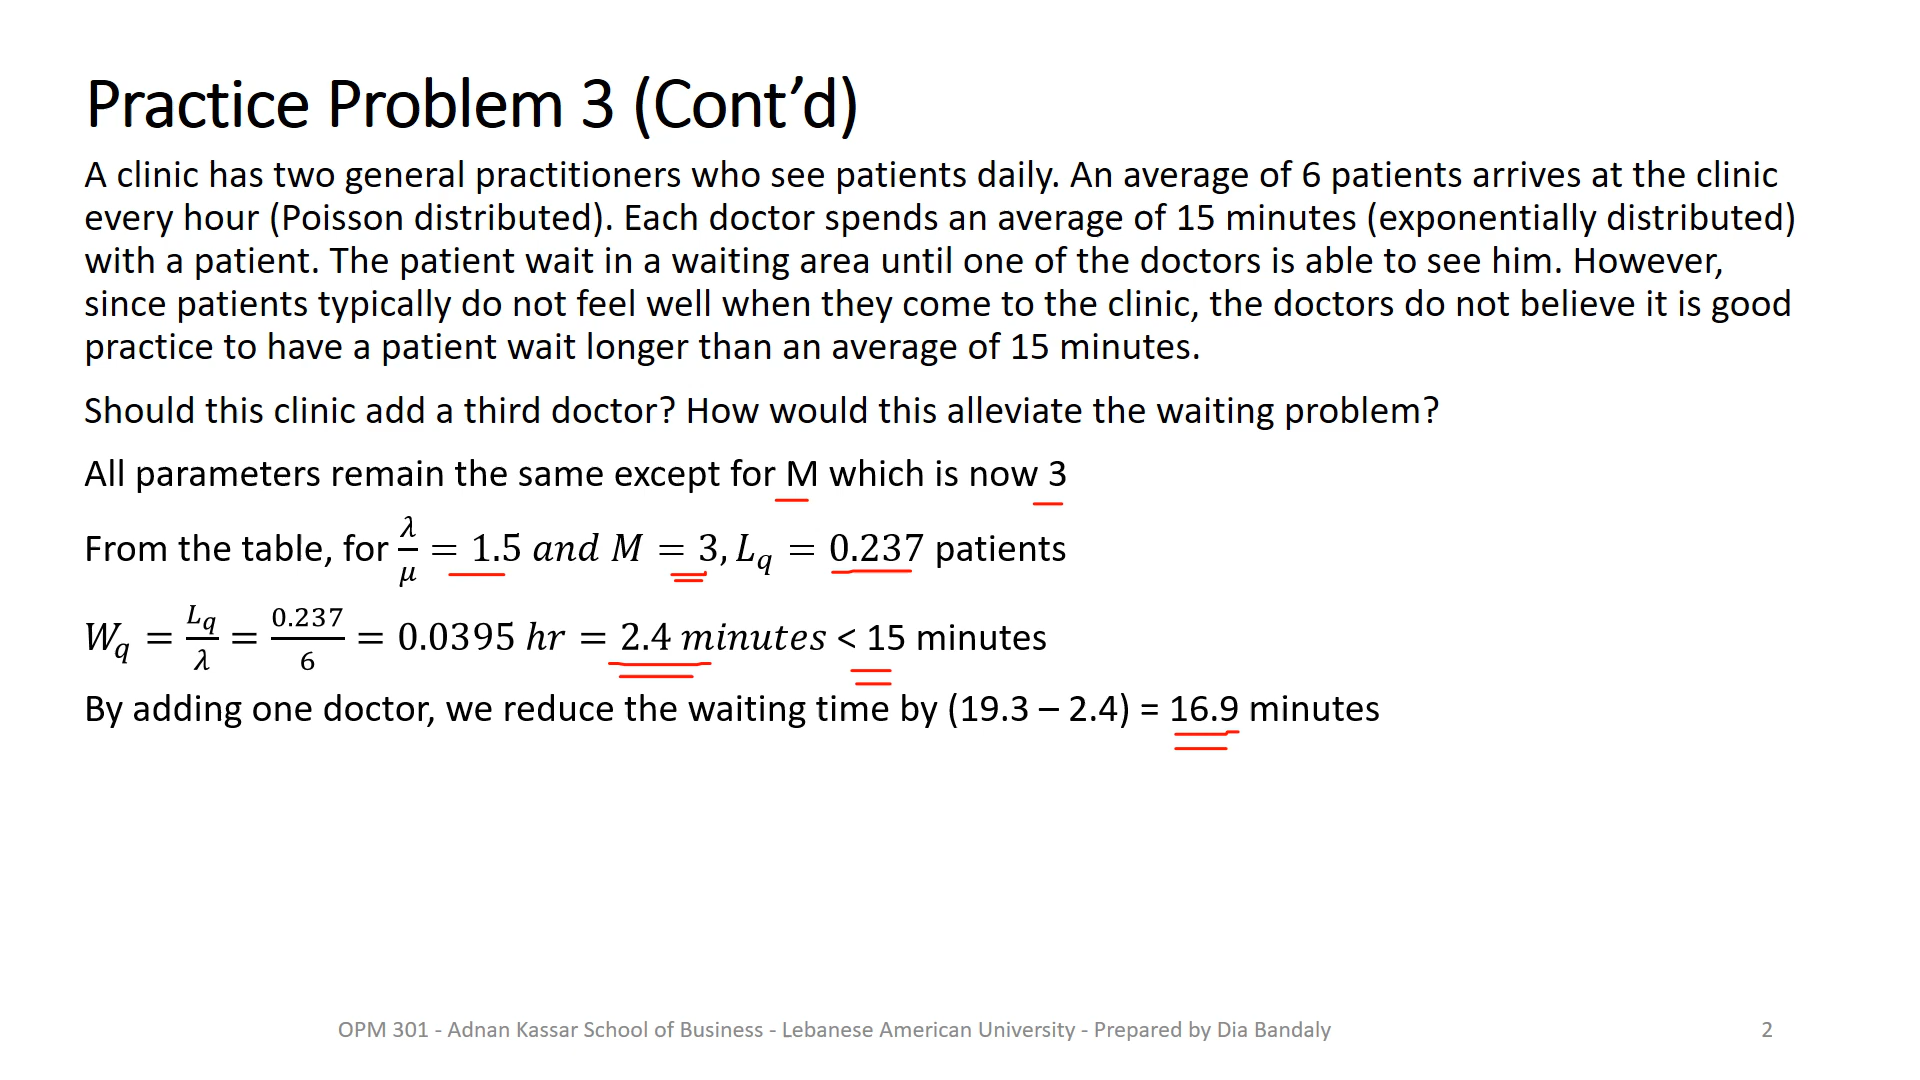 Practice Problem 3 (Cont’d)
A clinic has two general practitioners who see patients daily. An average of 6 patients arrives at the clinic
every hour (Poisson distributed). Each doctor spends an average of 15 minutes (exponentially distributed)
with a patient. The patient wait in a waiting area until one of the doctors is able to see him. However,
since patients typically do not feel well when they come to the clinic, the doctors do not believe it is good
practice to have a patient wait longer than an average of 15 minutes.
Should this clinic add a third doctor? How would this alleviate the waiting problem?
All parameters remain the same except for M which is now 3
From the table, for λ/μ = 1.5 and M = 3, Lq = 0.237 patients
Wq = Lq/λ = 0.237/6 = 0.0395 hr = 2.4 minutes < 15 minutes
By adding one doctor, we reduce the waiting time by (19.3 – 2.4) = 16.9 minutes
OPM 301 - Adnan Kassar School of Business - Lebanese American University - Prepared by Dia Bandaly
2